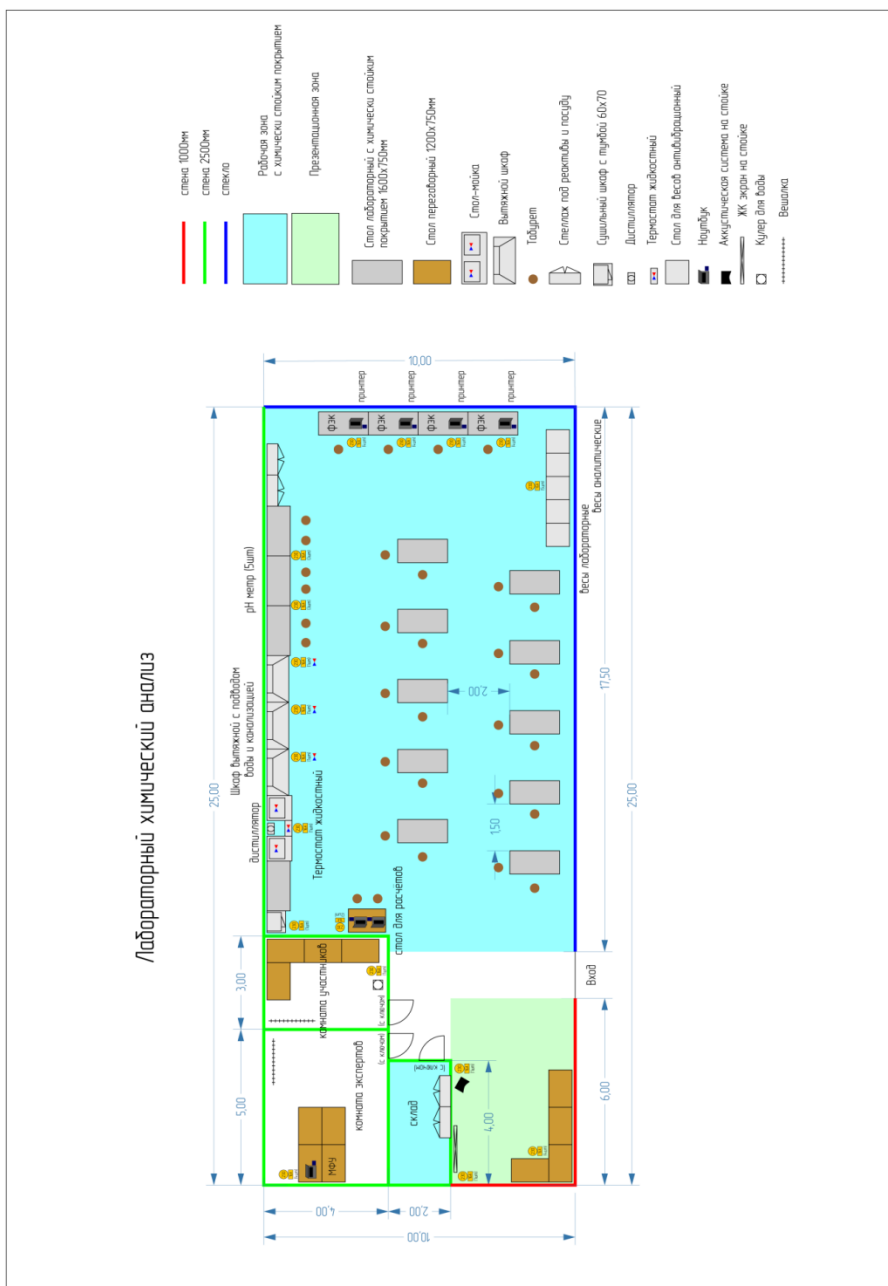 Лабораторный химический анализ
стена 1000мм
стена 2500мм
стекло
Рабочая зона
с химически стойким покрытием
Презентационная зона
Стол лабораторный с химически стойким
покрытием 1600х750мм
Стол переговорный 1200х750мм
Стол-мойка
Вытяжной шкаф
Табурет
Стеллаж под реактивы и посуду
Сушильный шкаф с тумбой 60х70
Дистиллятор
Термостат жидкостный
Стол для весов антивибрационный
Ноутбук
Аккустическая система на стойке
ЖК экран на стойке
Кулер для воды
Вешалка
25,00
5,00
3,00
дистиллятор
Шкаф вытяжной с подводом
воды и канализацией
pH метр (5шт)
Термостат жидкостный
стол для расчётов
комната экспертов
МФУ
комната участников
(с ключом)
(с ключом)
(с ключом)
склад
4,00
2,00
10,00
4,00
1,50
2,00
ФЭК
ФЭК
ФЭК
ФЭК
принтер
принтер
принтер
принтер
10,00
весы лабораторные
весы аналитические
Вход
6,00
17,50
25,00